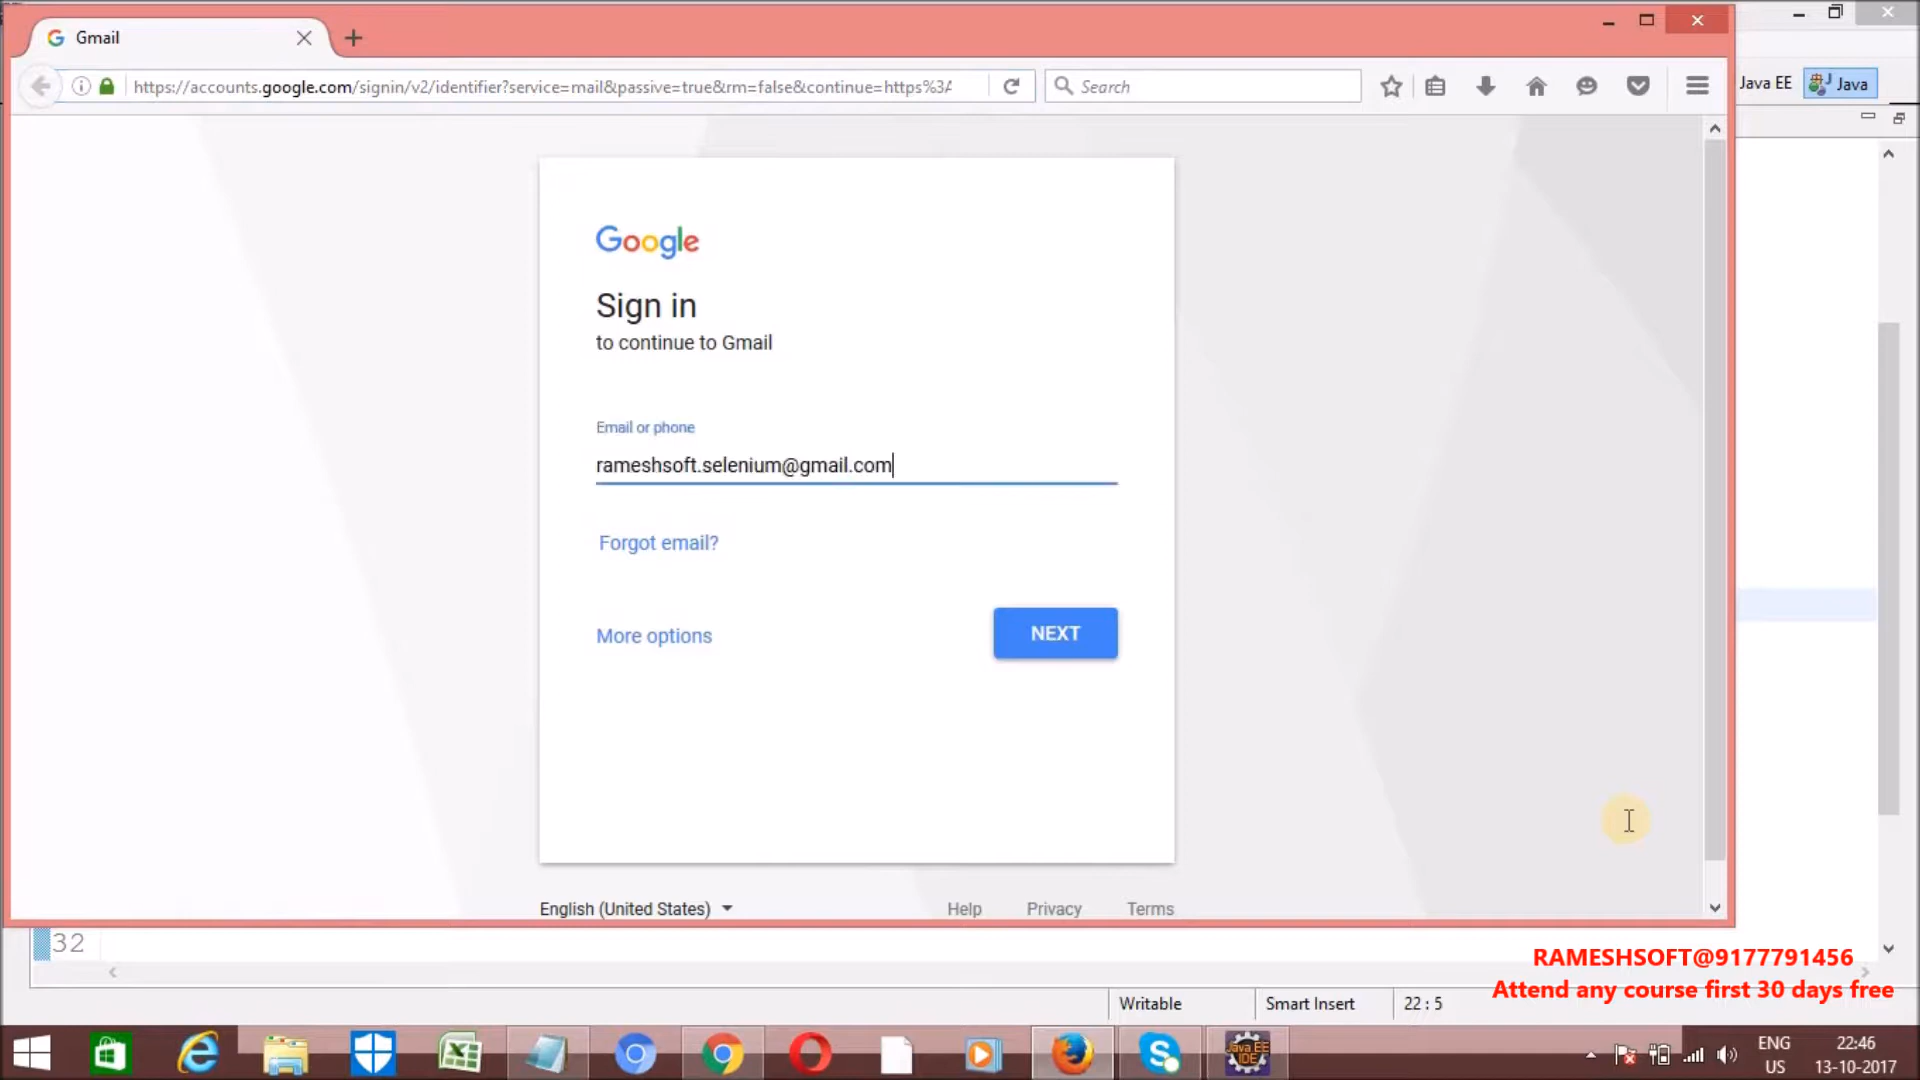 Gmail
https://accounts.google.com/signin/v2/identifier?service=mail&passive=true&rm=false&continue=https%3A
Search
Java EE
Java
Google
Sign in
to continue to Gmail
Email or phone
rameshsoft.selenium@gmail.com
Forgot email?
More options
NEXT
English (United States)
Help
Privacy
Terms
32
RAMESHSOFT@9177791456
Attend any course first 30 days free
Writable
Smart Insert
22 : 5
Java EE
IDE
ENG
US
22:46
13-10-2017